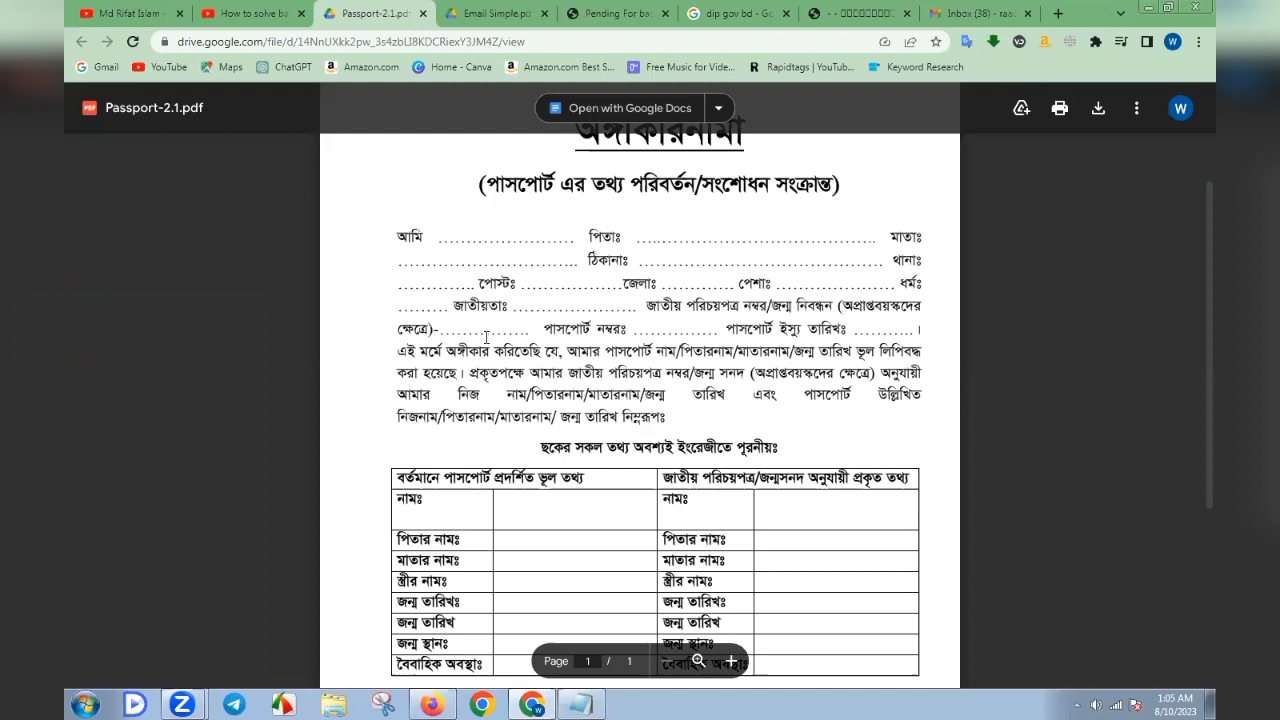 Md Rifat Islam -
How to solve ba
Passport-2.1.pdf
Email Simple.pd
Pending For bac
dip gov bd - Go
Inbox (38) - raa
drive.google.com/file/d/14NnUXkk2pw_3s4zbLI8KDCRiexY3JM4Z/view
Gmail YouTube Maps ChatGPT Amazon.com Home - Canva Amazon.com Best S... Free Music for Vide... Rapidtags | YouTub... Keyword Research
PDF Passport-2.1.pdf
Open with Google Docs
W
অঙ্গীকারনামা
(পাসপোর্ট এর তথ্য পরিবর্তন/সংশোধন সংক্রান্ত)
আমি ........................ পিতাঃ .......................................... মাতাঃ
................................ ঠিকানাঃ ........................................... থানাঃ
.............. পোস্টঃ ..................জেলাঃ ............. পেশাঃ ..................... ধর্মঃ
......... জাতীয়তাঃ ...................... জাতীয় পরিচয়পত্র নম্বর/জন্ম নিবন্ধন (অপ্রাপ্তবয়স্কদের
ক্ষেত্রে)-................ পাসপোর্ট নম্বরঃ ............... পাসপোর্ট ইস্যু তারিখঃ ........... ।
এই মর্মে অঙ্গীকার করিতেছি যে, আমার পাসপোর্ট নাম/পিতারনাম/মাতারনাম/জন্ম তারিখ ভূল লিপিবদ্ধ
করা হয়েছে। প্রকৃতপক্ষে আমার জাতীয় পরিচয়পত্র নম্বর/জন্ম সনদ (অপ্রাপ্তবয়স্কদের ক্ষেত্রে) অনুযায়ী
আমার নিজ নাম/পিতারনাম/মাতারনাম/জন্ম তারিখ এবং পাসপোর্ট উল্লিখিত
নিজনাম/পিতারনাম/মাতারনাম/ জন্ম তারিখ নিম্নরূপঃ
ছকের সকল তথ্য অবশ্যই ইংরেজীতে পূরনীয়ঃ
বর্তমানে পাসপোর্ট প্রদর্শিত ভূল তথ্য জাতীয় পরিচয়পত্র/জন্মসনদ অনুযায়ী প্রকৃত তথ্য
নামঃ নামঃ
পিতার নামঃ পিতার নামঃ
মাতার নামঃ মাতার নামঃ
স্ত্রীর নামঃ স্ত্রীর নামঃ
জন্ম তারিখঃ জন্ম তারিখঃ
জন্ম তারিখ জন্ম তারিখ
জন্ম স্থানঃ জন্ম স্থানঃ
বৈবাহিক অবস্থাঃ বৈবাহিক অবস্থাঃ
Page 1 / 1
1:05 AM
8/10/2023